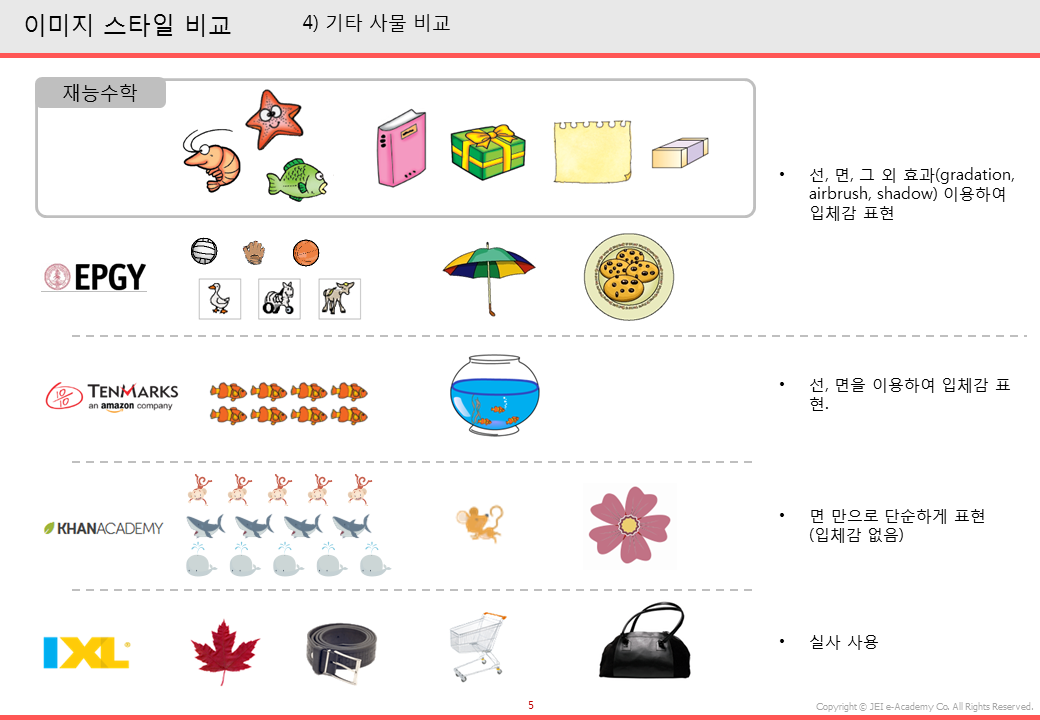 이미지 스타일 비교
4) 기타 사물 비교
재능수학
• 선, 면, 그 외 효과(gradation,
airbrush, shadow) 이용하여
입체감 표현
EPGY
TENMARKS
an amazon company
• 선, 면을 이용하여 입체감 표
현.
KHANACADEMY
• 면 만으로 단순하게 표현
(입체감 없음)
IXL®
• 실사 사용
5
Copyright © JEI e-Academy Co. All Rights Reserved.